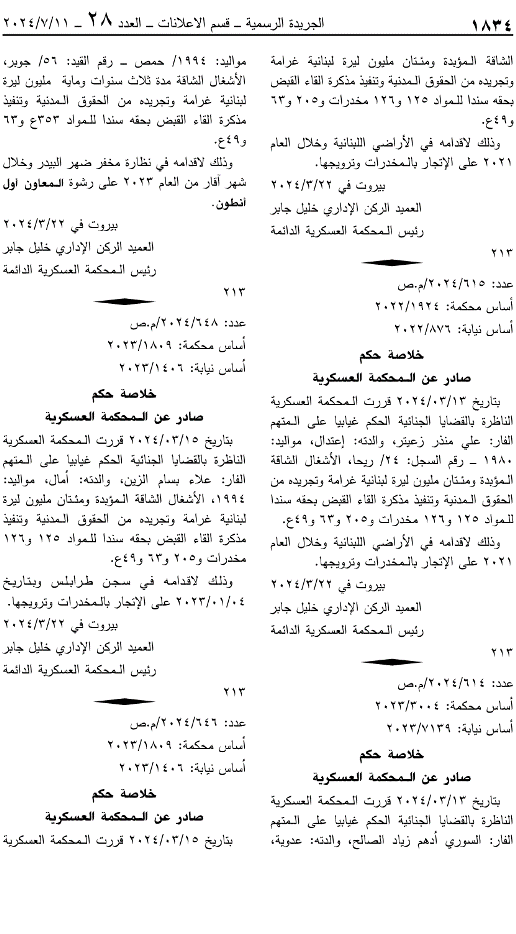 ١٨٣٤
الجريدة الرسمية ــ قسم الاعلانات ــ العدد ٢٨ ــ ٢٠٢٤/٧/١١
الشاقة المؤبدة ومئتان مليون ليرة لبنانية غرامة
وتجريده من الحقوق المدنية وتنفيذ مذكرة القاء القبض
بحقه سندا للمواد ١٢٥ و١٢٦ مخدرات و٢٠٥ و٦٣
و٤٩ع.
وذلك لاقدامه في الأراضي اللبنانية وخلال العام
٢٠٢١ على الإتجار بالمخدرات وترويجها.
بيروت في ٢٠٢٤/٣/٢٢
العميد الركن الإداري خليل جابر
رئيس المحكمة العسكرية الدائمة
٢١٣
عدد: ٢٠٢٤/٦١٥/م.ص
أساس محكمة: ٢٠٢٢/١٩٢٤
أساس نيابة: ٢٠٢٢/٨٧٦
خلاصة حكم
صادر عن المحكمة العسكرية
بتاريخ ٢٠٢٤/٠٣/١٣ قررت المحكمة العسكرية
الناظرة بالقضايا الجنائية الحكم غيابيا على المتهم
الفار: علي منذر زعيتر، والدته: إعتدال، مواليد:
١٩٨٠ ــ رقم السجل: ٢٤/ ريحا، الأشغال الشاقة
المؤبدة ومئتان مليون ليرة لبنانية غرامة وتجريده من
الحقوق المدنية وتنفيذ مذكرة القاء القبض بحقه سندا
للمواد ١٢٥ و١٢٦ مخدرات و٢٠٥ و٦٣ و٤٩ع.
وذلك لاقدامه في الأراضي اللبنانية وخلال العام
٢٠٢١ على الإتجار بالمخدرات وترويجها.
بيروت في ٢٠٢٤/٣/٢٢
العميد الركن الإداري خليل جابر
رئيس المحكمة العسكرية الدائمة
٢١٣
عدد: ٢٠٢٤/٦١٤/م.ص
أساس محكمة: ٢٠٢٣/٣٠٠٤
أساس نيابة: ٢٠٢٣/٧١٣٩
خلاصة حكم
صادر عن المحكمة العسكرية
بتاريخ ٢٠٢٤/٠٣/١٣ قررت المحكمة العسكرية
الناظرة بالقضايا الجنائية الحكم غيابيا على المتهم
الفار: السوري أدهم زياد الصالح، والدته: عدوية،
مواليد: ١٩٩٤/ حمص ــ رقم القيد: ٥٦/ جوبر،
الأشغال الشاقة مدة ثلاث سنوات وماية مليون ليرة
لبنانية غرامة وتجريده من الحقوق المدنية وتنفيذ
مذكرة القاء القبض بحقه سندا للمواد ٣٥٣ع و٦٣
و٤٩ع.
وذلك لاقدامه في نظارة مخفر ضهر البيدر وخلال
شهر آقار من العام ٢٠٢٣ على رشوة المعاون أول
أنطون.
بيروت في ٢٠٢٤/٣/٢٢
العميد الركن الإداري خليل جابر
رئيس المحكمة العسكرية الدائمة
٢١٣
عدد: ٢٠٢٤/٦٤٨/م.ص
أساس محكمة: ٢٠٢٣/١٨٠٩
أساس نيابة: ٢٠٢٣/١٤٠٦
خلاصة حكم
صادر عن المحكمة العسكرية
بتاريخ ٢٠٢٤/٠٣/١٥ قررت المحكمة العسكرية
الناظرة بالقضايا الجنائية الحكم غيابيا على المتهم
الفار: علاء بسام الزين، والدته: أمال، مواليد:
١٩٩٤، الأشغال الشاقة المؤبدة ومئتان مليون ليرة
لبنانية غرامة وتجريده من الحقوق المدنية وتنفيذ
مذكرة القاء القبض بحقه سندا للمواد ١٢٥ و١٢٦
مخدرات و٢٠٥ و٦٣ و٤٩ع.
وذلك لاقدامه في سجن طرابلس وبتاريخ
٢٠٢٣/٠١/٠٤ على الإتجار بالمخدرات وترويجها.
بيروت في ٢٠٢٤/٣/٢٢
العميد الركن الإداري خليل جابر
رئيس المحكمة العسكرية الدائمة
٢١٣
عدد: ٢٠٢٤/٦٤٦/م.ص
أساس محكمة: ٢٠٢٣/١٨٠٩
أساس نيابة: ٢٠٢٣/١٤٠٦
خلاصة حكم
صادر عن المحكمة العسكرية
بتاريخ ٢٠٢٤/٠٣/١٥ قررت المحكمة العسكرية